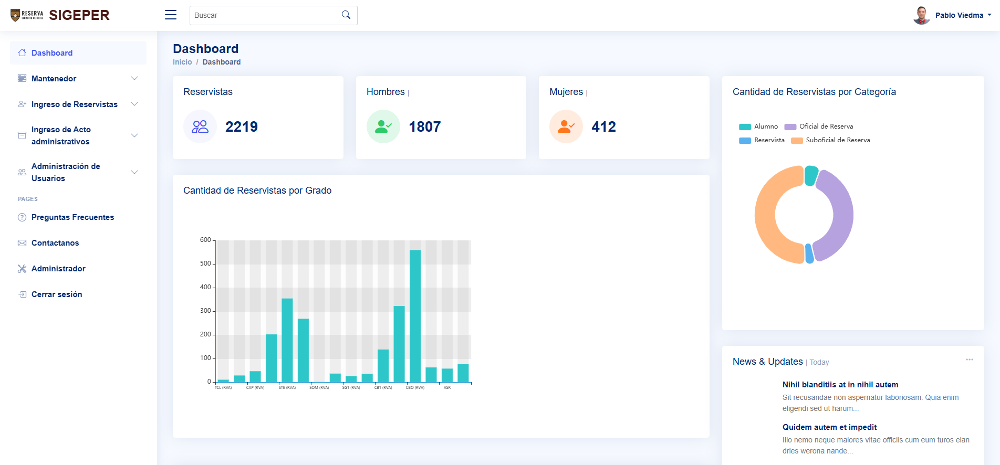 RESERVA
EJÉRCITO DE CHILE
SIGEPER
Buscar
Pablo Viedma
Dashboard
Mantenedor
Ingreso de Reservistas
Ingreso de Acto
administrativos
Administración de
Usuarios
PAGES
Preguntas Frecuentes
Contactanos
Administrador
Cerrar sesión
Dashboard
Inicio / Dashboard
Reservistas
2219
Hombres |
1807
Mujeres |
412
Cantidad de Reservistas por Grado
600
500
400
300
200
100
0
TCL (RVA) CAP (RVA) STE (RVA) SOM (RVA) SG1 (RVA) CB1 (RVA) CBO (RVA) ASR
Cantidad de Reservistas por Categoría
Alumno Oficial de Reserva
Reservista Suboficial de Reserva
News & Updates | Today
Nihil blanditiis at in nihil autem
Sit recusandae non aspernatur laboriosam. Quia enim
eligendi sed ut harum...
Quidem autem et impedit
Illo nemo neque maiores vitae officiis cum eum turos elan
dries werona nande...